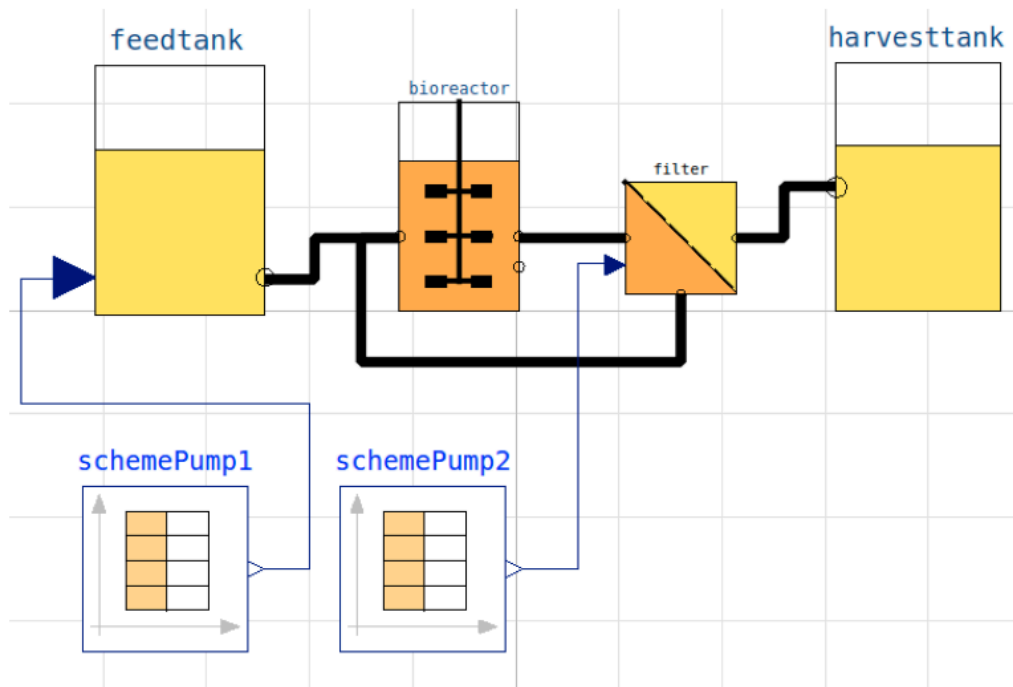 feedtank
harvesttank
bioreactor
filter
schemePump1
schemePump2